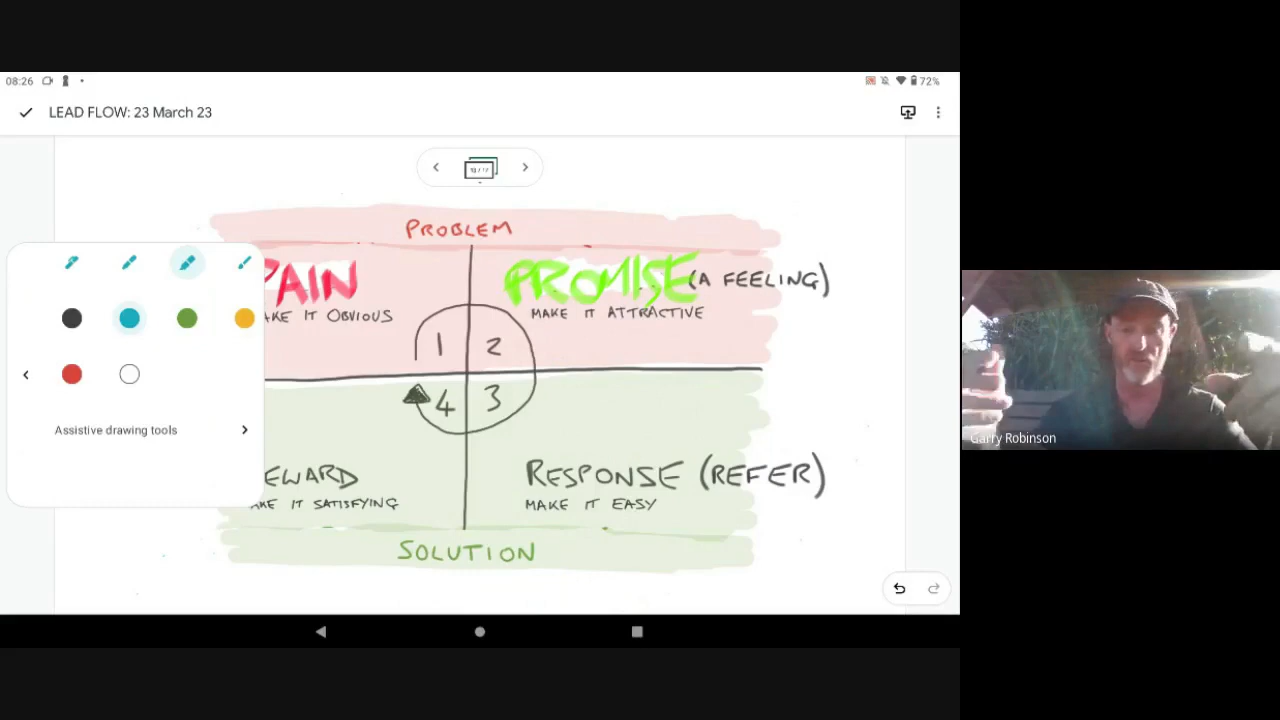 08:26
72%
LEAD FLOW: 23 March 23
PROBLEM
PAIN
PROMISE (A FEELING)
AKE IT OBVIOUS
MAKE IT ATTRACTIVE
1 2
4 3
Assistive drawing tools
EWARD
RESPONSE (REFER)
AKE IT SATISFYING
MAKE IT EASY
SOLUTION
Garry Robinson